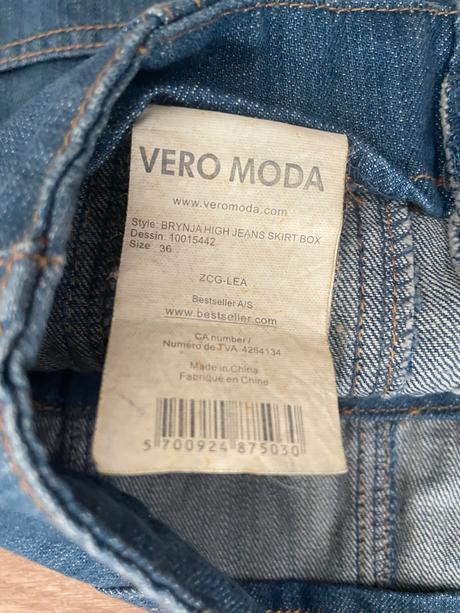 VERO MODA
www.veromoda.com
Style: BRYNJA HIGH JEANS SKIRT BOX
Dessin: 10015442
Size 36
ZCG-LEA
Bestseller A/S
www.bestseller.com
CA number /
Numéro de TVA 4264134
Made in China
Fabriqué en Chine
5 700924 875030